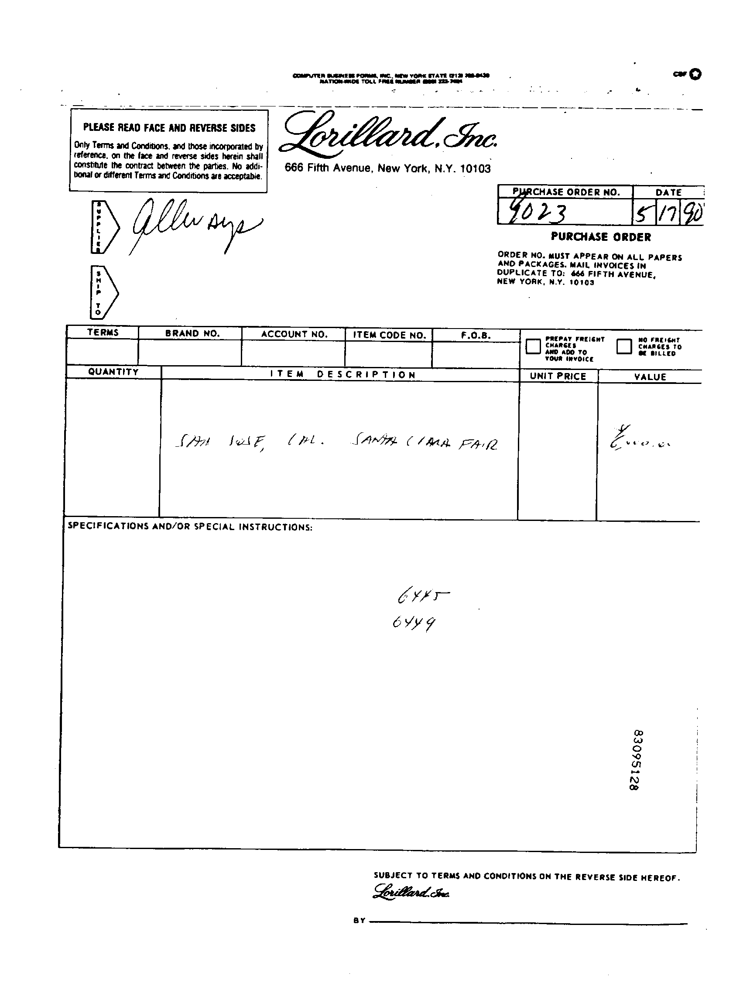 COMPUTER BUSINESS FORMS, INC., NEW YORK STATE
NATION-WIDE TOLL FREE NUMBER
CBF
PLEASE READ FACE AND REVERSE SIDES
Only Terms and Conditions, and those incorporated by
reference, on the face and reverse sides herein shall
constitute the contract between the parties. No addi-
tional or different Terms and Conditions are acceptable.
Lorillard, Inc.
666 Fifth Avenue, New York, N.Y. 10103
PURCHASE ORDER NO. DATE
9023 5 17 90
PURCHASE ORDER
ORDER NO. MUST APPEAR ON ALL PAPERS
AND PACKAGES. MAIL INVOICES IN
DUPLICATE TO: 666 FIFTH AVENUE,
NEW YORK, N.Y. 10103
SUPPLIER
SHIP TO
TERMS BRAND NO. ACCOUNT NO. ITEM CODE NO. F.O.B.
PREPAY FREIGHT
CHARGES
AND ADD TO
YOUR INVOICE
NO FREIGHT
CHARGES TO
BE BILLED
QUANTITY ITEM DESCRIPTION UNIT PRICE VALUE
SAN JOSE, CAL. SANTA CLARA FAIR
SPECIFICATIONS AND/OR SPECIAL INSTRUCTIONS:
6445
6449
83095128
SUBJECT TO TERMS AND CONDITIONS ON THE REVERSE SIDE HEREOF.
Lorillard, Inc.
BY